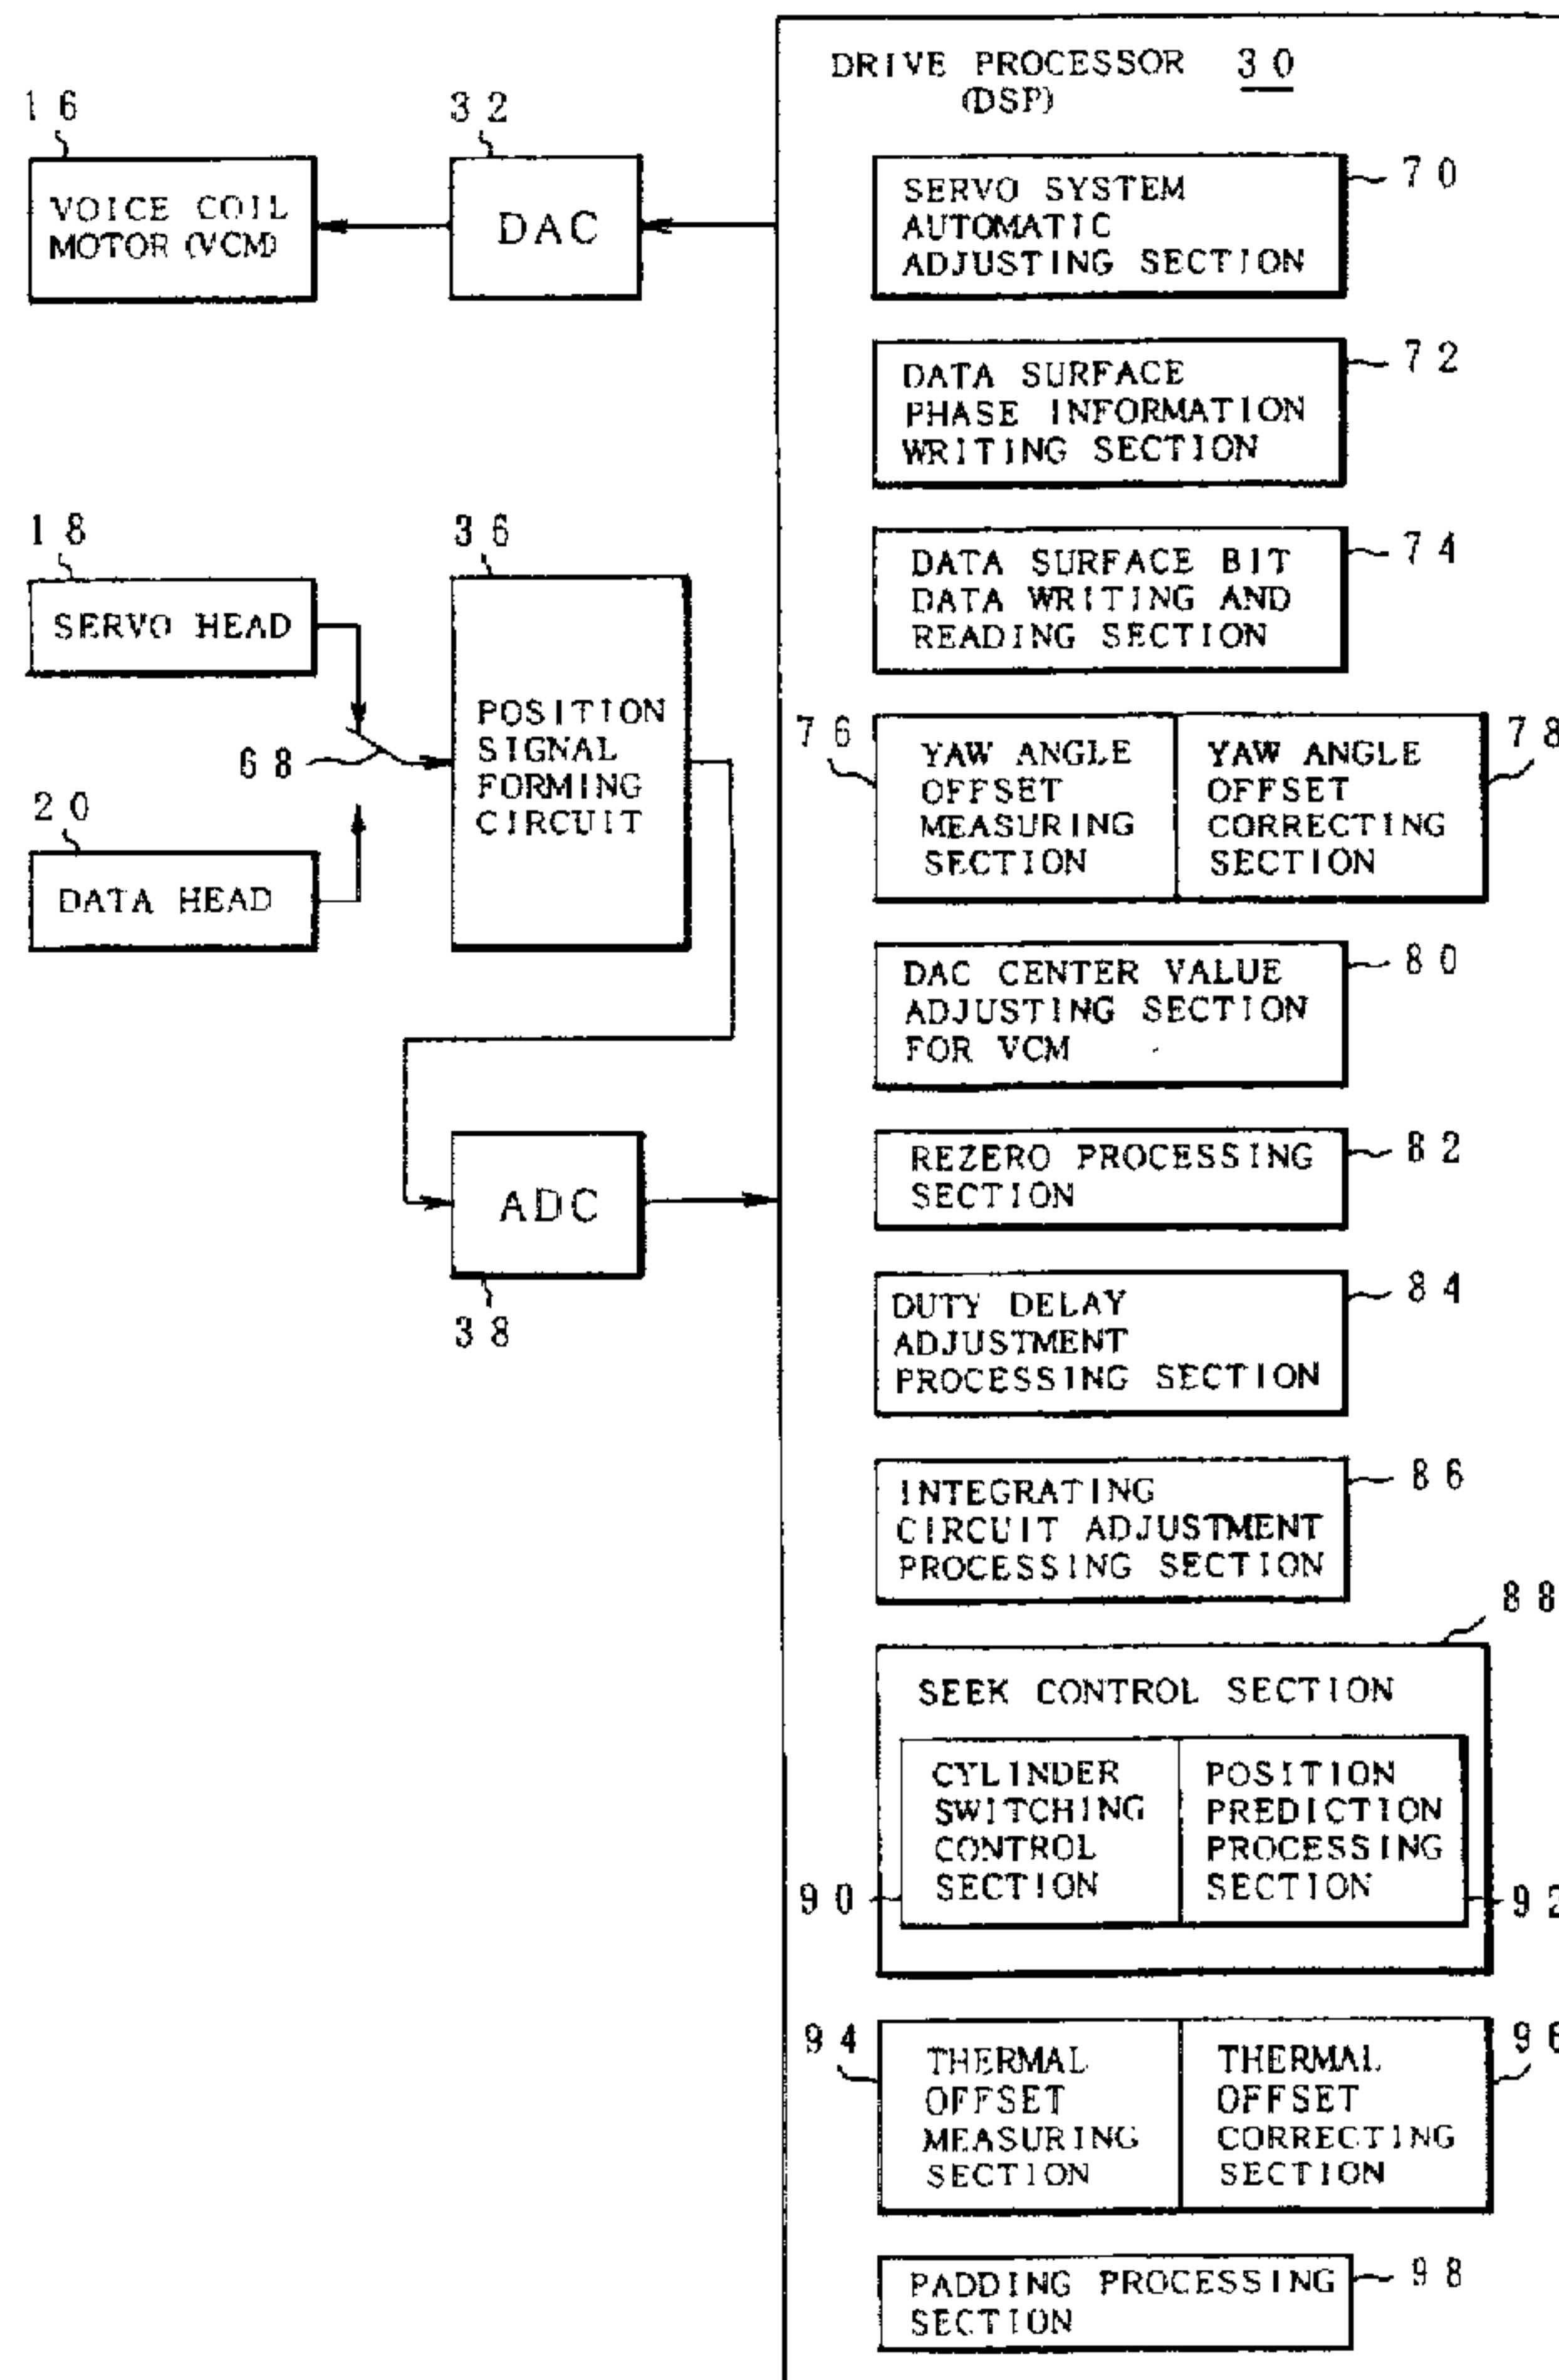 DRIVE PROCESSOR 30
(DSP)
16
VOICE COIL
MOTOR (VCM)
32
DAC
70
SERVO SYSTEM
AUTOMATIC
ADJUSTING SECTION
72
DATA SURFACE
PHASE INFORMATION
WRITING SECTION
18
SERVO HEAD
36
POSITION
SIGNAL
FORMING
CIRCUIT
68
20
DATA HEAD
74
DATA SURFACE BIT
DATA WRITING AND
READING SECTION
76
YAW ANGLE
OFFSET
MEASURING
SECTION
78
YAW ANGLE
OFFSET
CORRECTING
SECTION
80
DAC CENTER VALUE
ADJUSTING SECTION
FOR VCM
ADC
38
82
REZERO PROCESSING
SECTION
84
DUTY DELAY
ADJUSTMENT
PROCESSING SECTION
86
INTEGRATING
CIRCUIT ADJUSTMENT
PROCESSING SECTION
88
SEEK CONTROL SECTION
90
CYLINDER
SWITCHING
CONTROL
SECTION
92
POSITION
PREDICTION
PROCESSING
SECTION
94
THERMAL
OFFSET
MEASURING
SECTION
96
THERMAL
OFFSET
CORRECTING
SECTION
98
PADDING PROCESSING
SECTION